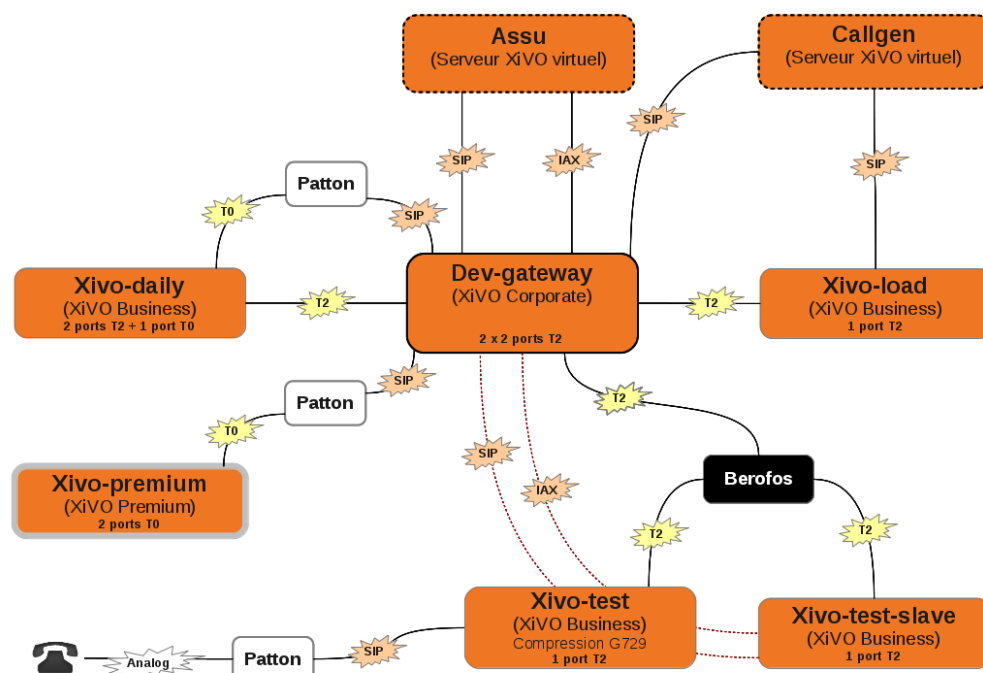 Assu
(Serveur XiVO virtuel)
Callgen
(Serveur XiVO virtuel)
SIP
SIP
IAX
SIP
Patton
T0
SIP
Dev-gateway
(XiVO Corporate)
2 x 2 ports T2
Xivo-daily
(XiVO Business)
2 ports T2 + 1 port T0
T2
T2
Xivo-load
(XiVO Business)
1 port T2
SIP
Patton
T0
T2
SIP
IAX
Xivo-premium
(XiVO Premium)
2 ports T0
Berofos
T2
T2
Xivo-test
(XiVO Business)
Compression G729
1 port T2
Xivo-test-slave
(XiVO Business)
1 port T2
Analog
Patton
SIP